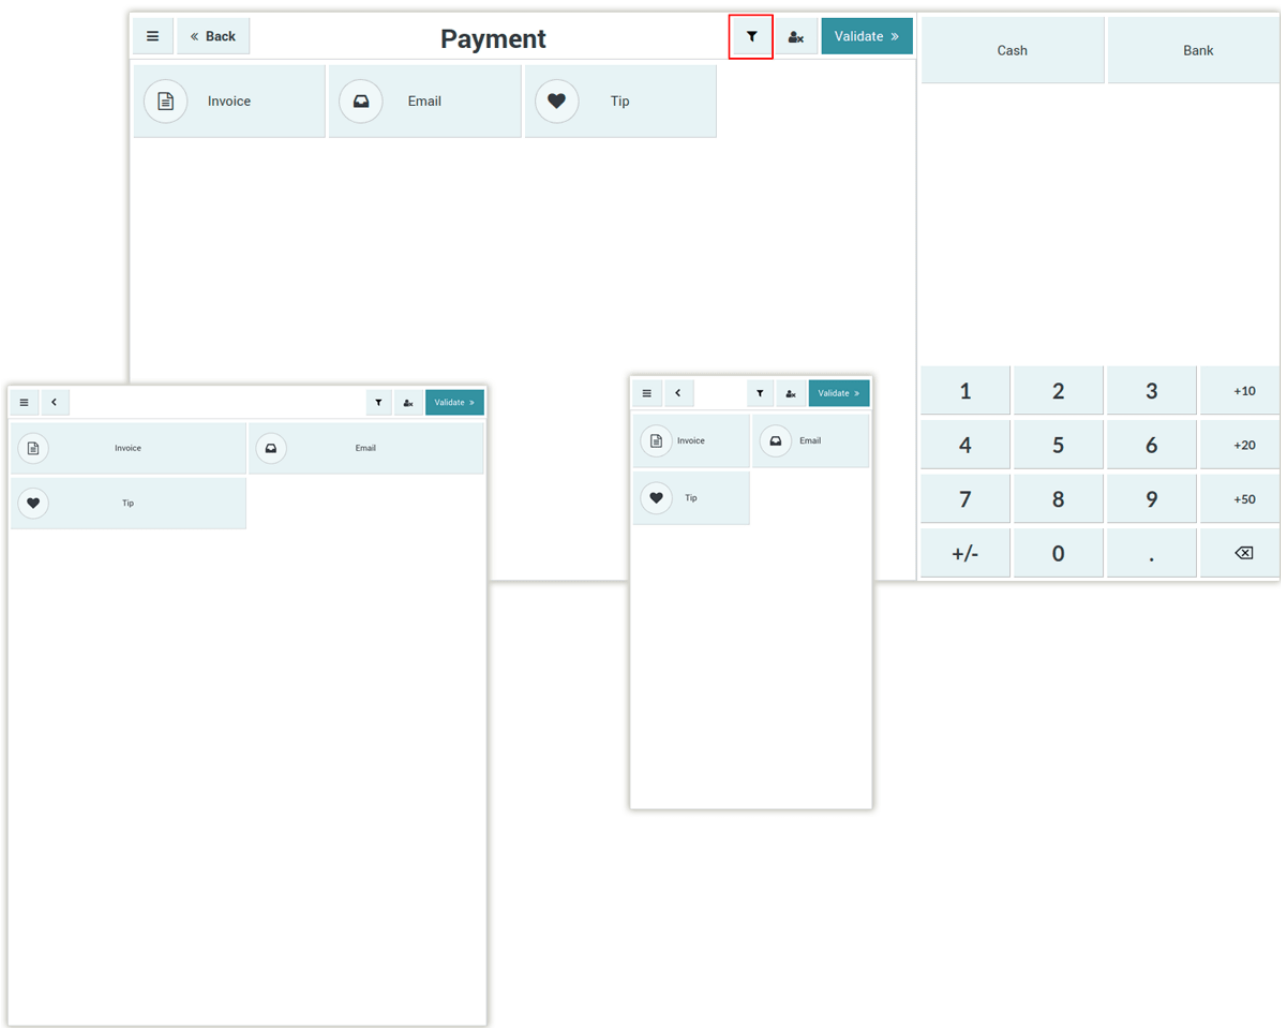 « Back
Payment
Validate »
Cash
Bank
Invoice
Email
Tip
1 2 3 +10
4 5 6 +20
7 8 9 +50
+/- 0 .
Validate »
Invoice
Email
Tip
Validate »
Invoice
Email
Tip